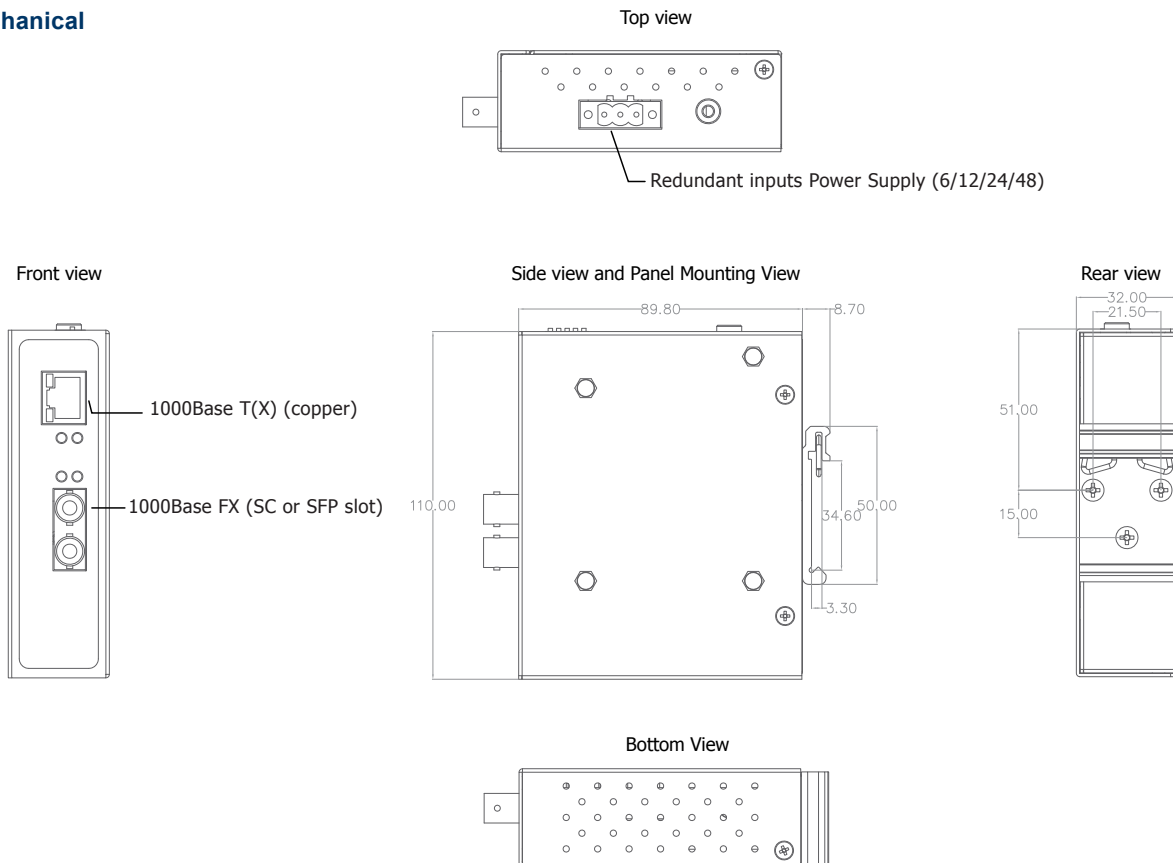 hanical
Top view
Redundant inputs Power Supply (6/12/24/48)
Front view
Side view and Panel Mounting View
Rear view
89.80
8.70
32.00
21.50
1000Base T(X) (copper)
51.00
1000Base FX (SC or SFP slot)
110.00
34.60
50.00
15.00
3.30
Bottom View